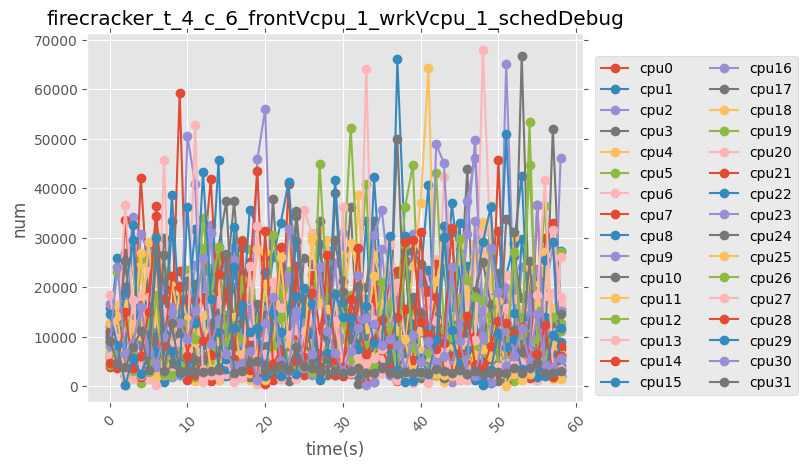 firecracker_t_4_c_6_frontVcpu_1_wrkVcpu_1_schedDebug
70000
60000
50000
40000
30000
20000
10000
0
num
0
10
20
30
40
50
60
time(s)
cpu0
cpu1
cpu2
cpu3
cpu4
cpu5
cpu6
cpu7
cpu8
cpu9
cpu10
cpu11
cpu12
cpu13
cpu14
cpu15
cpu16
cpu17
cpu18
cpu19
cpu20
cpu21
cpu22
cpu23
cpu24
cpu25
cpu26
cpu27
cpu28
cpu29
cpu30
cpu31